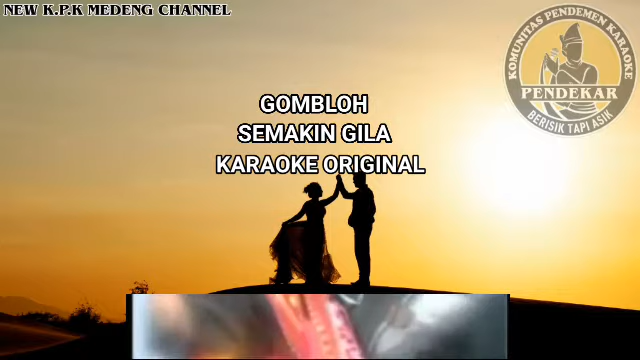 NEW K.P.K MEDENG CHANNEL
KOMUNITAS PENDEMEN KARAOKE
PENDEKAR
BERISIK TAPI ASIK
GOMBLOH
SEMAKIN GILA
KARAOKE ORIGINAL